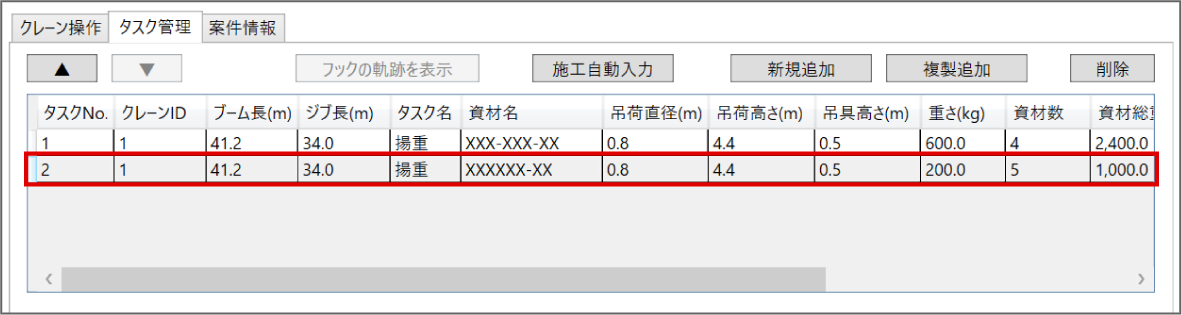 クレーン操作 タスク管理 案件情報
▲ ▼ フックの軌跡を表示 施工自動入力 新規追加 複製追加 削除
タスクNo. クレーンID ブーム長(m) ジブ長(m) タスク名 資材名 吊荷直径(m) 吊荷高さ(m) 吊具高さ(m) 重さ(kg) 資材数 資材総
1 1 41.2 34.0 揚重 XXX-XXX-XX 0.8 4.4 0.5 600.0 4 2,400.0
2 1 41.2 34.0 揚重 XXXXXX-XX 0.8 4.4 0.5 200.0 5 1,000.0